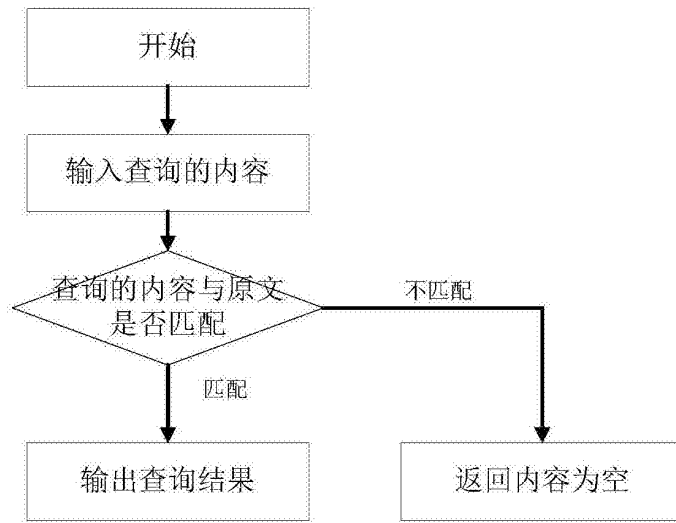 开始
输入查询的内容
查询的内容与原文
是否匹配
不匹配
匹配
输出查询结果
返回内容为空